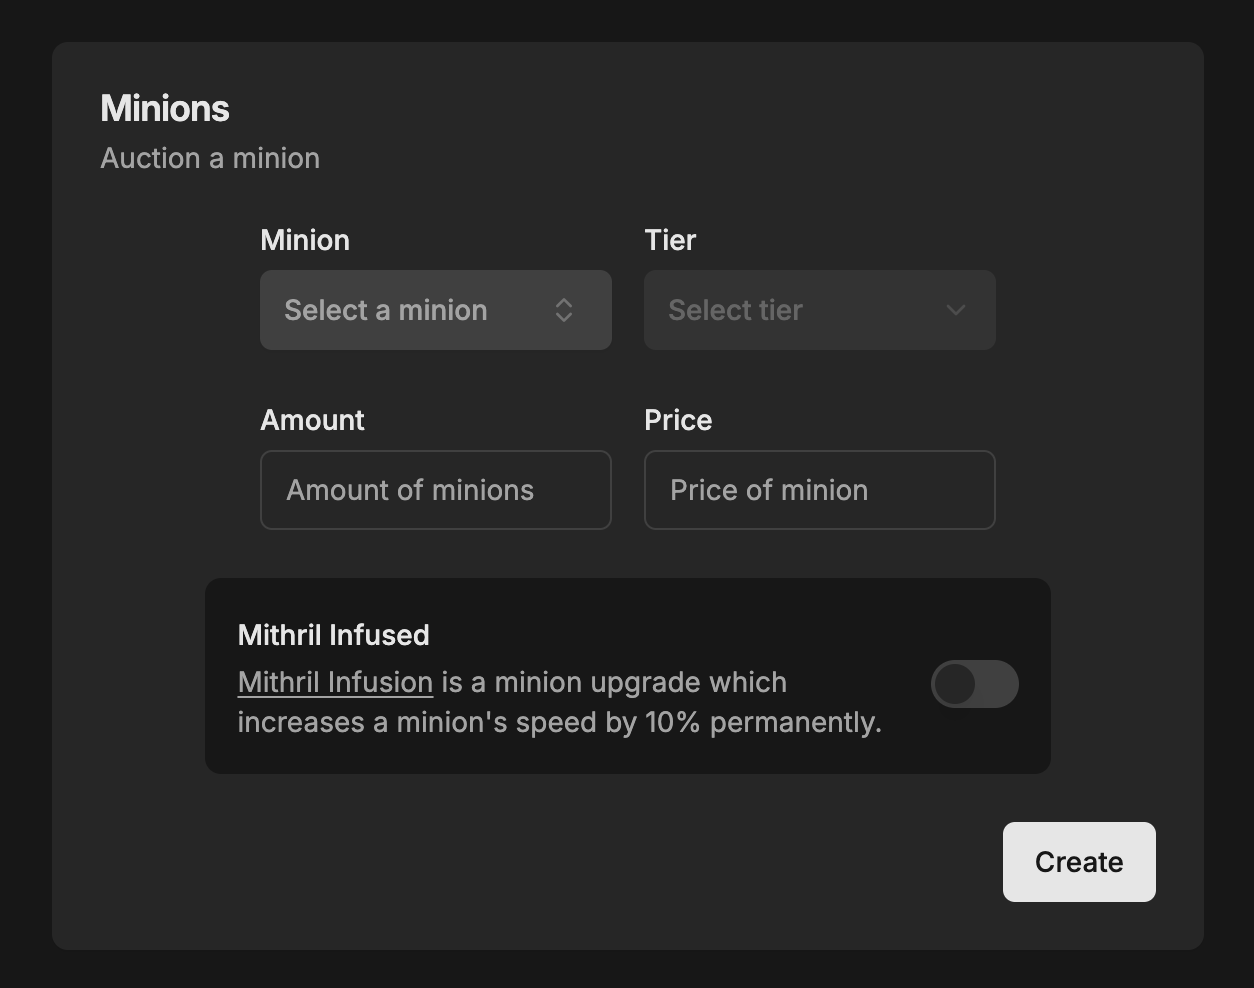 Minions
Auction a minion
Minion
Tier
Select a minion
Select tier
Amount
Price
Amount of minions
Price of minion
Mithril Infused
Mithril Infusion is a minion upgrade which
increases a minion's speed by 10% permanently.
Create